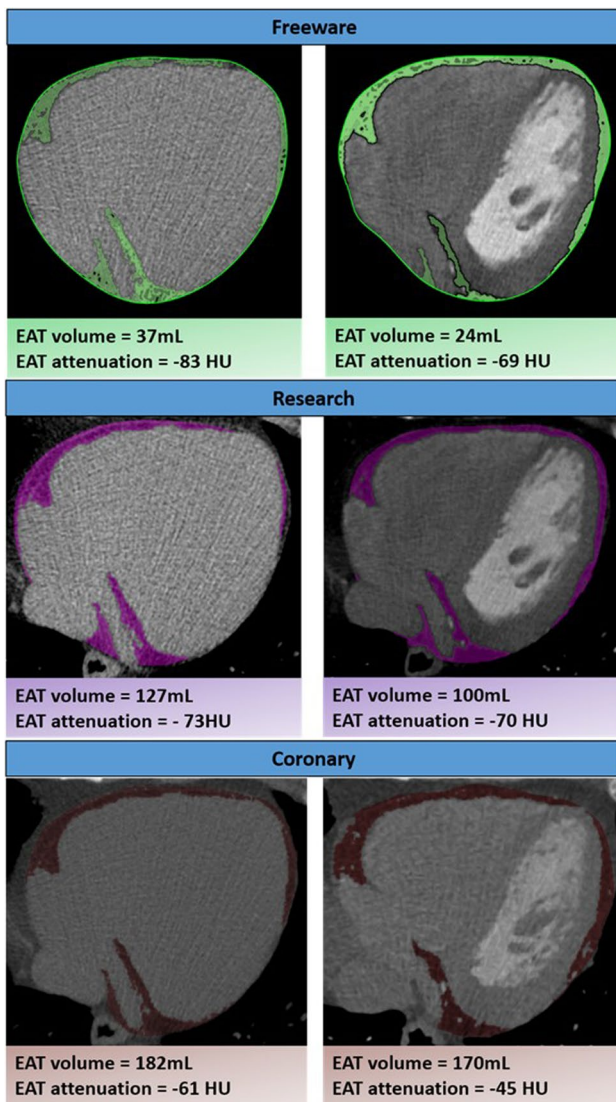 Freeware
EAT volume = 37mL
EAT attenuation = -83 HU
EAT volume = 24mL
EAT attenuation = -69 HU
Research
EAT volume = 127mL
EAT attenuation = - 73HU
EAT volume = 100mL
EAT attenuation = -70 HU
Coronary
EAT volume = 182mL
EAT attenuation = -61 HU
EAT volume = 170mL
EAT attenuation = -45 HU